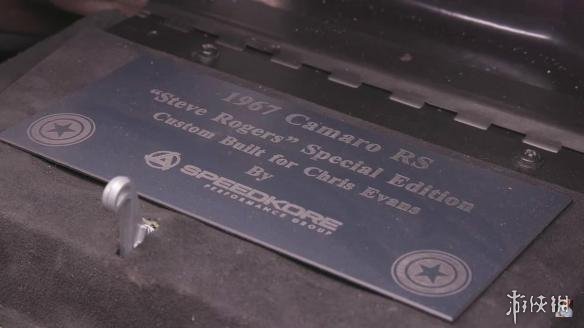 1967 Camaro RS
“Steve Rogers” Special Edition
Custom Built for Chris Evans
By
SPEEDKORE
PERFORMANCE GROUP
游侠网